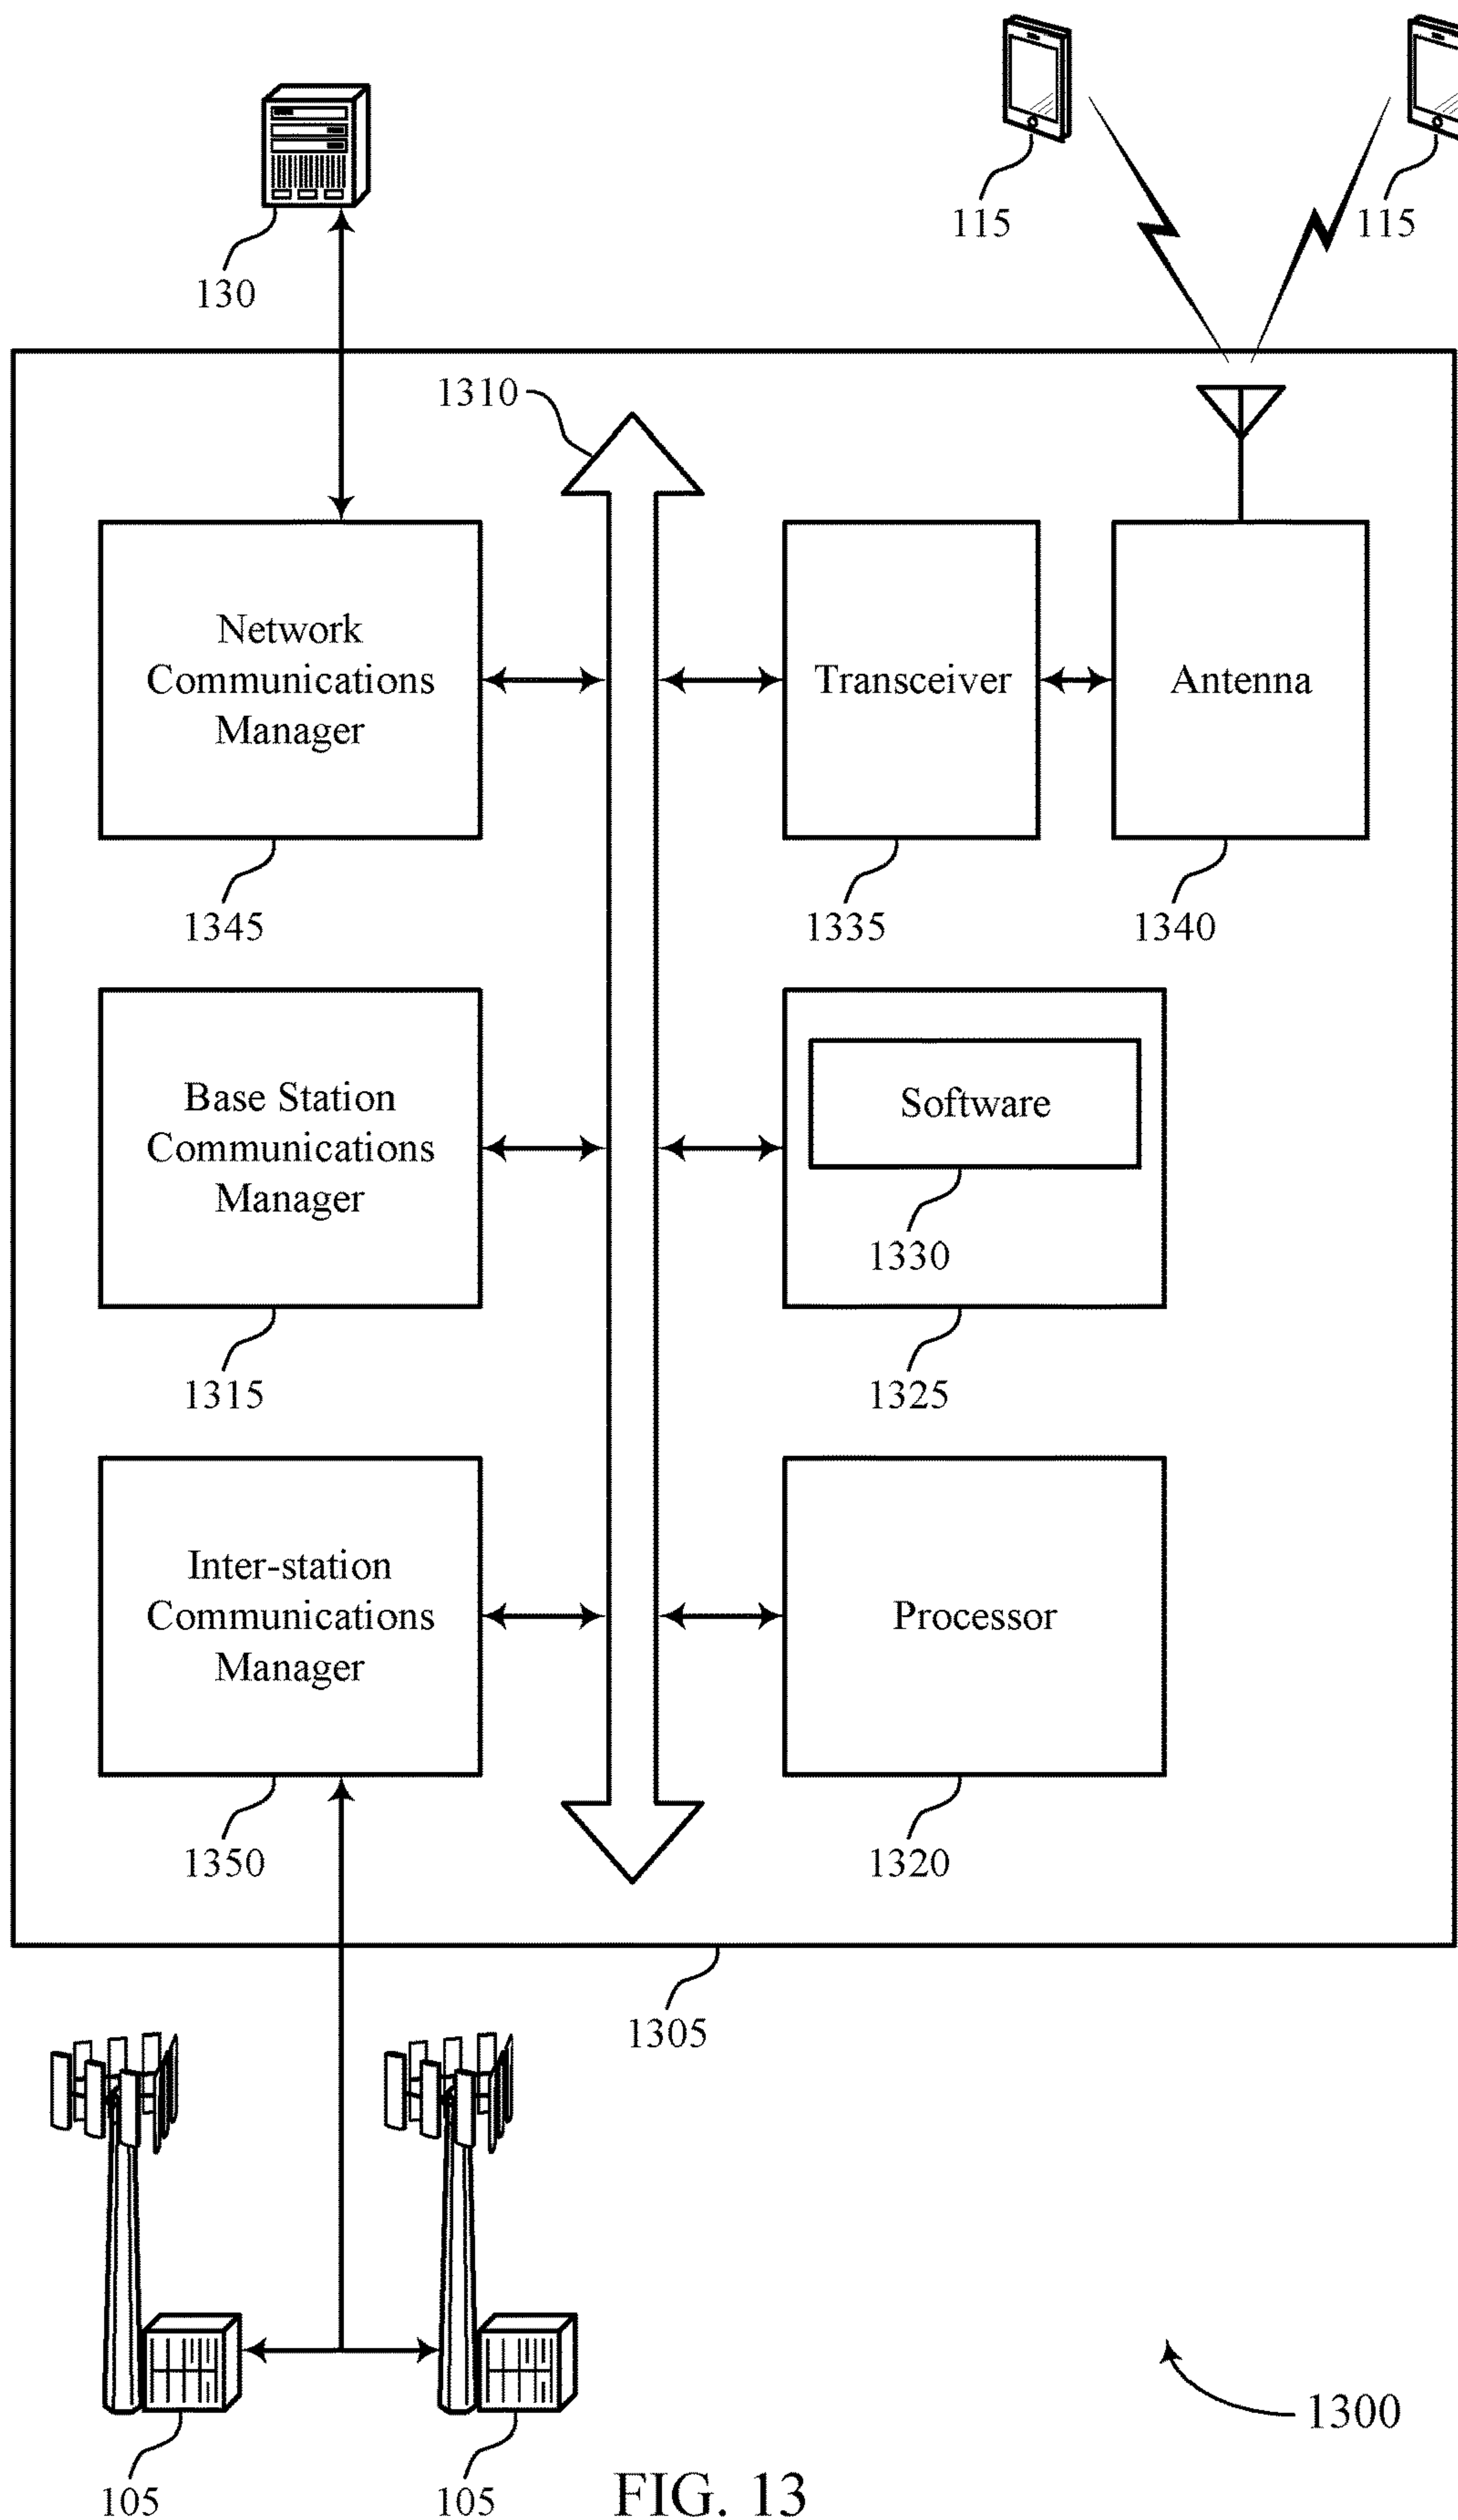 130
115
115
1310
Network
Communications
Manager
Transceiver
Antenna
1345
1335
1340
Base Station
Communications
Manager
Software
1330
1315
1325
Inter-station
Communications
Manager
Processor
1350
1320
1305
1300
105
105
FIG. 13